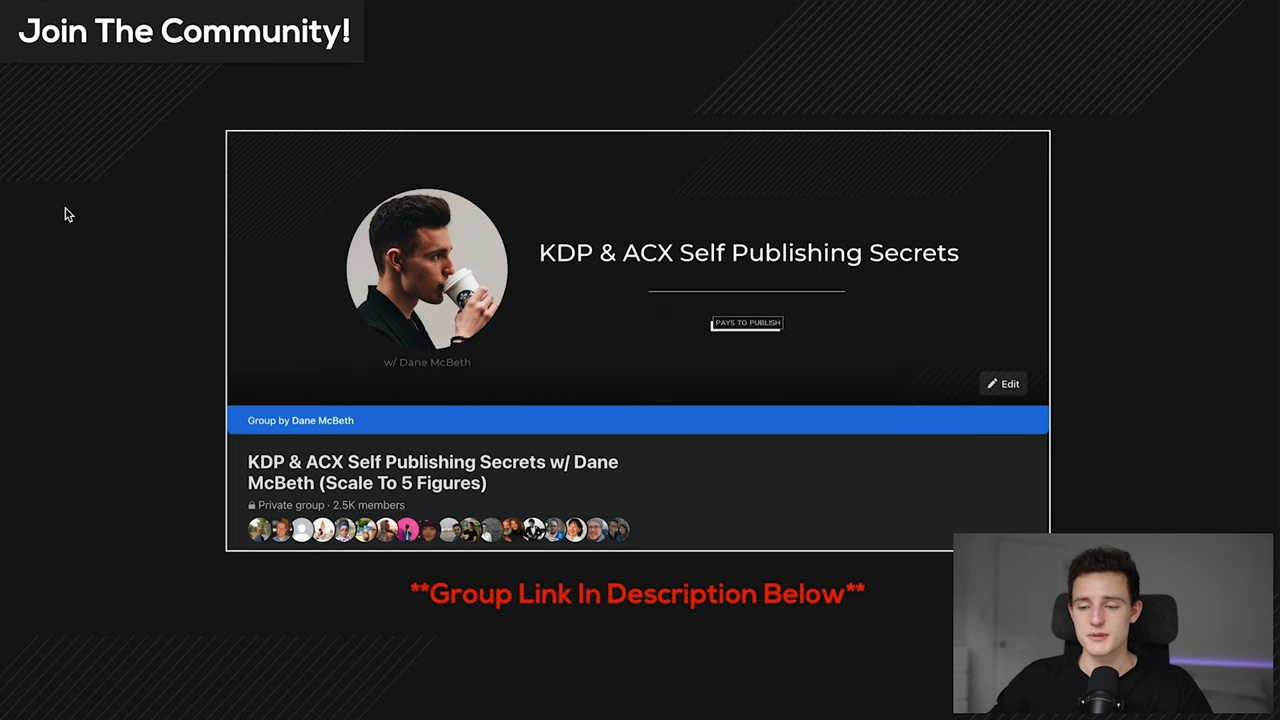 Join The Community!
KDP & ACX Self Publishing Secrets
PAYS TO PUBLISH
w/ Dane McBeth
Edit
Group by Dane McBeth
KDP & ACX Self Publishing Secrets w/ Dane
McBeth (Scale To 5 Figures)
Private group · 2.5K members
**Group Link In Description Below**